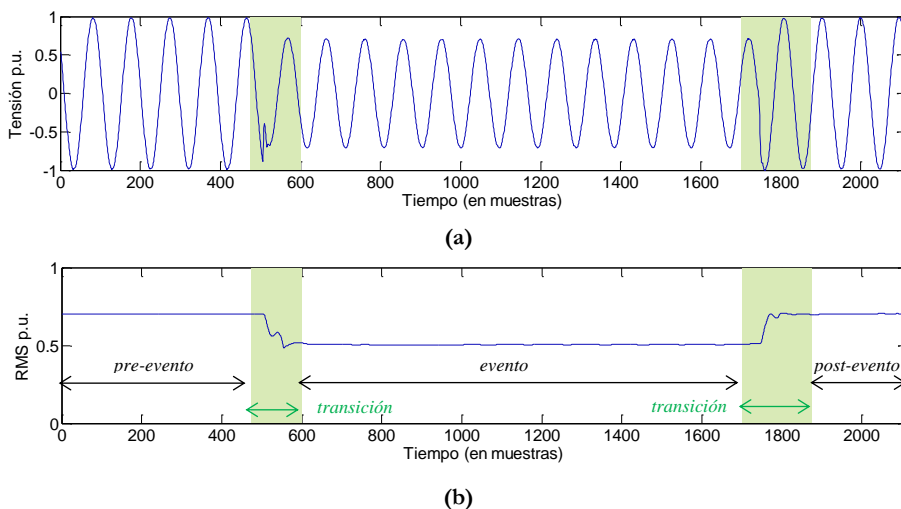 1
0.5
0
-0.5
-1
Tensión p.u.
0 200 400 600 800 1000 1200 1400 1600 1800 2000
Tiempo (en muestras)
(a)
1
0.5
0
RMS p.u.
pre-evento evento post-evento
transición transición
0 200 400 600 800 1000 1200 1400 1600 1800 2000
Tiempo (en muestras)
(b)